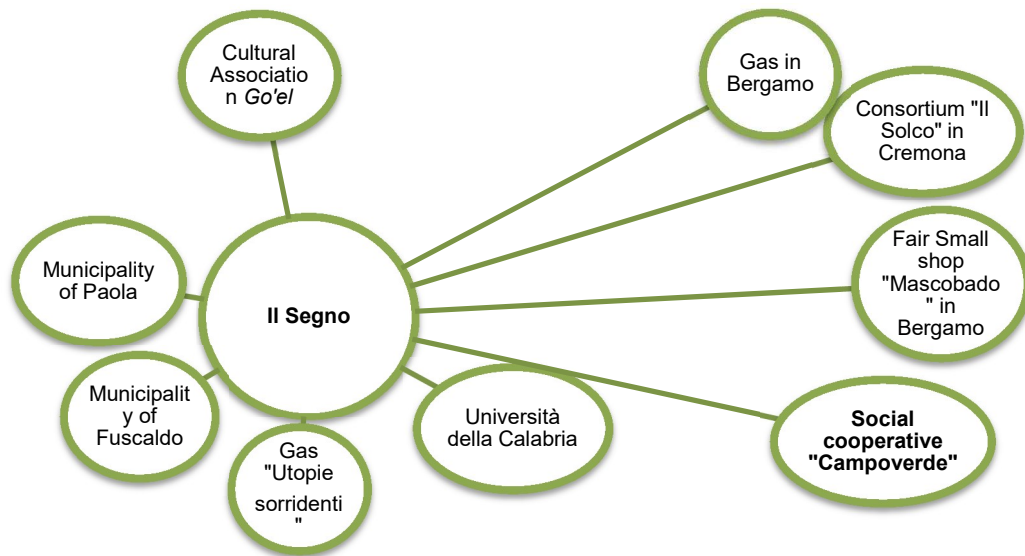 Cultural
Associatio
n Go'el
Gas in
Bergamo
Consortium "Il
Solco" in
Cremona
Municipality
of Paola
Il Segno
Fair Small
shop
"Mascobado
" in
Bergamo
Municipalit
y of
Fuscaldo
Gas
"Utopie
sorridenti
"
Università
della Calabria
Social
cooperative
"Campoverde"